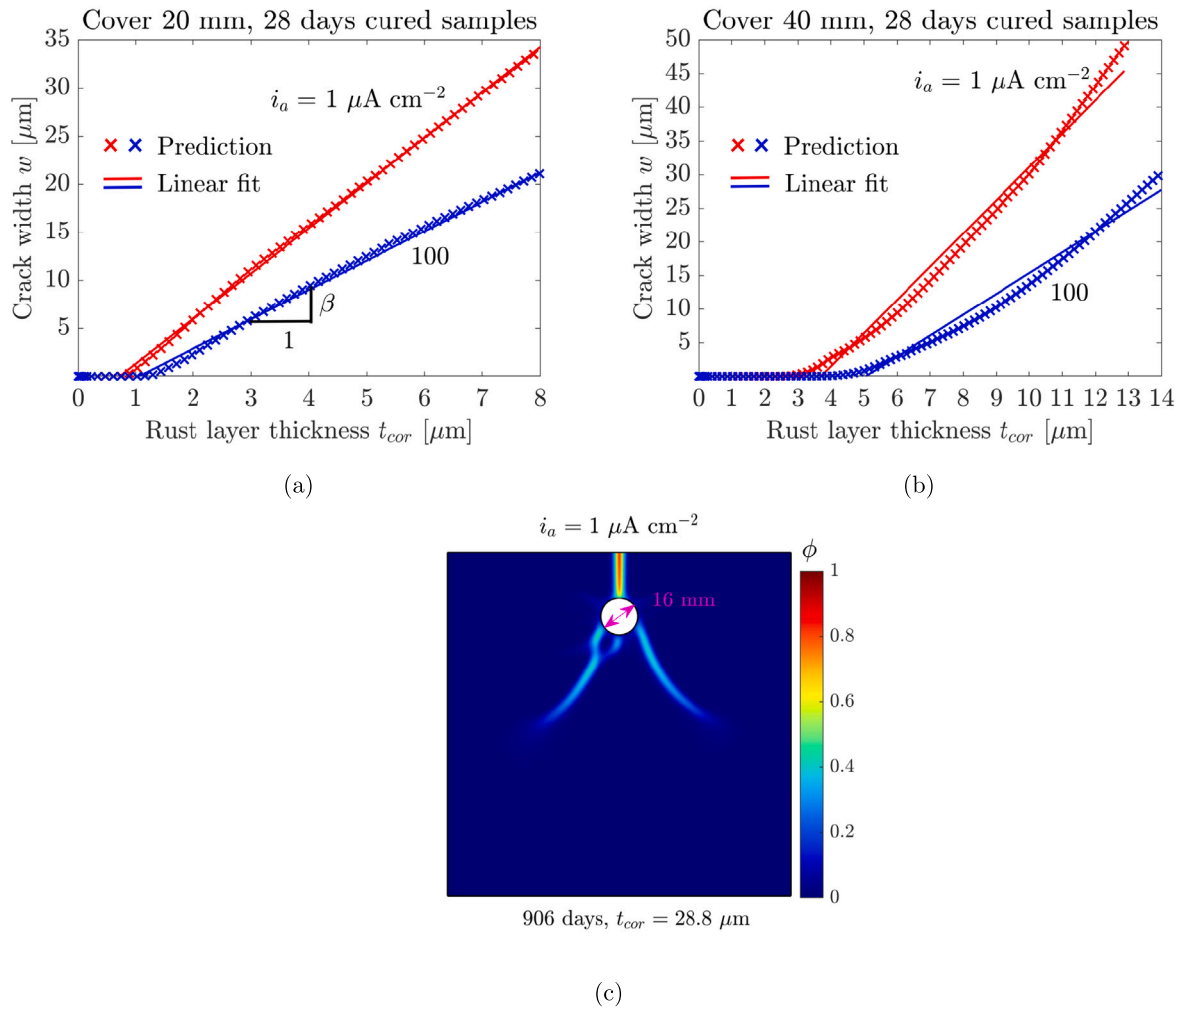 Cover 20 mm, 28 days cured samples
35
30
25
20
15
10
5
Crack width w [μm]
i_a = 1 μA cm⁻²
Prediction
Linear fit
100
β
1
0 1 2 3 4 5 6 7 8
Rust layer thickness t_cor [μm]
(a)
Cover 40 mm, 28 days cured samples
50
45
40
35
30
25
20
15
10
5
Crack width w [μm]
i_a = 1 μA cm⁻²
Prediction
Linear fit
100
0 1 2 3 4 5 6 7 8 9 10 11 12 13 14
Rust layer thickness t_cor [μm]
(b)
i_a = 1 μA cm⁻²
16 mm
ϕ
1
0.8
0.6
0.4
0.2
0
906 days, t_cor = 28.8 μm
(c)